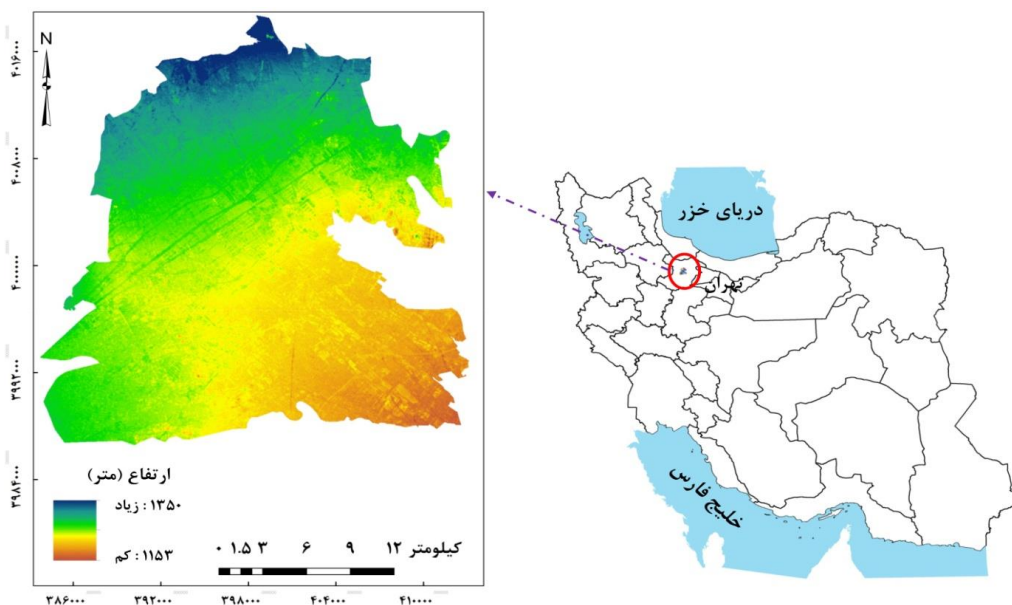 N
۴۰۱۶۰۰۰
۴۰۰۸۰۰۰
۴۰۰۰۰۰۰
۳۹۹۲۰۰۰
۳۹۸۴۰۰۰
ارتفاع (متر)
زیاد : ۱۳۵۰
کم : ۱۱۵۳
۰ ۱.۵ ۳ ۶ ۹ ۱۲ کیلومتر
۳۸۶۰۰۰ ۳۹۲۰۰۰ ۳۹۸۰۰۰ ۴۰۴۰۰۰ ۴۱۰۰۰۰
دریای خزر
تهران
خلیج فارس